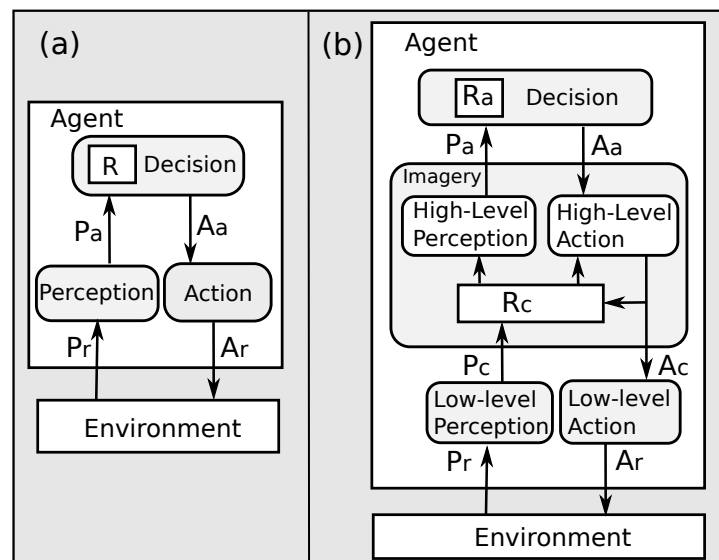 (a)
Agent
R Decision
Pa
Aa
Perception
Action
Pr
Ar
Environment
(b)
Agent
Ra Decision
Pa
Aa
Imagery
High-Level
Perception
High-Level
Action
Rc
Pc
Ac
Low-level
Perception
Low-level
Action
Pr
Ar
Environment